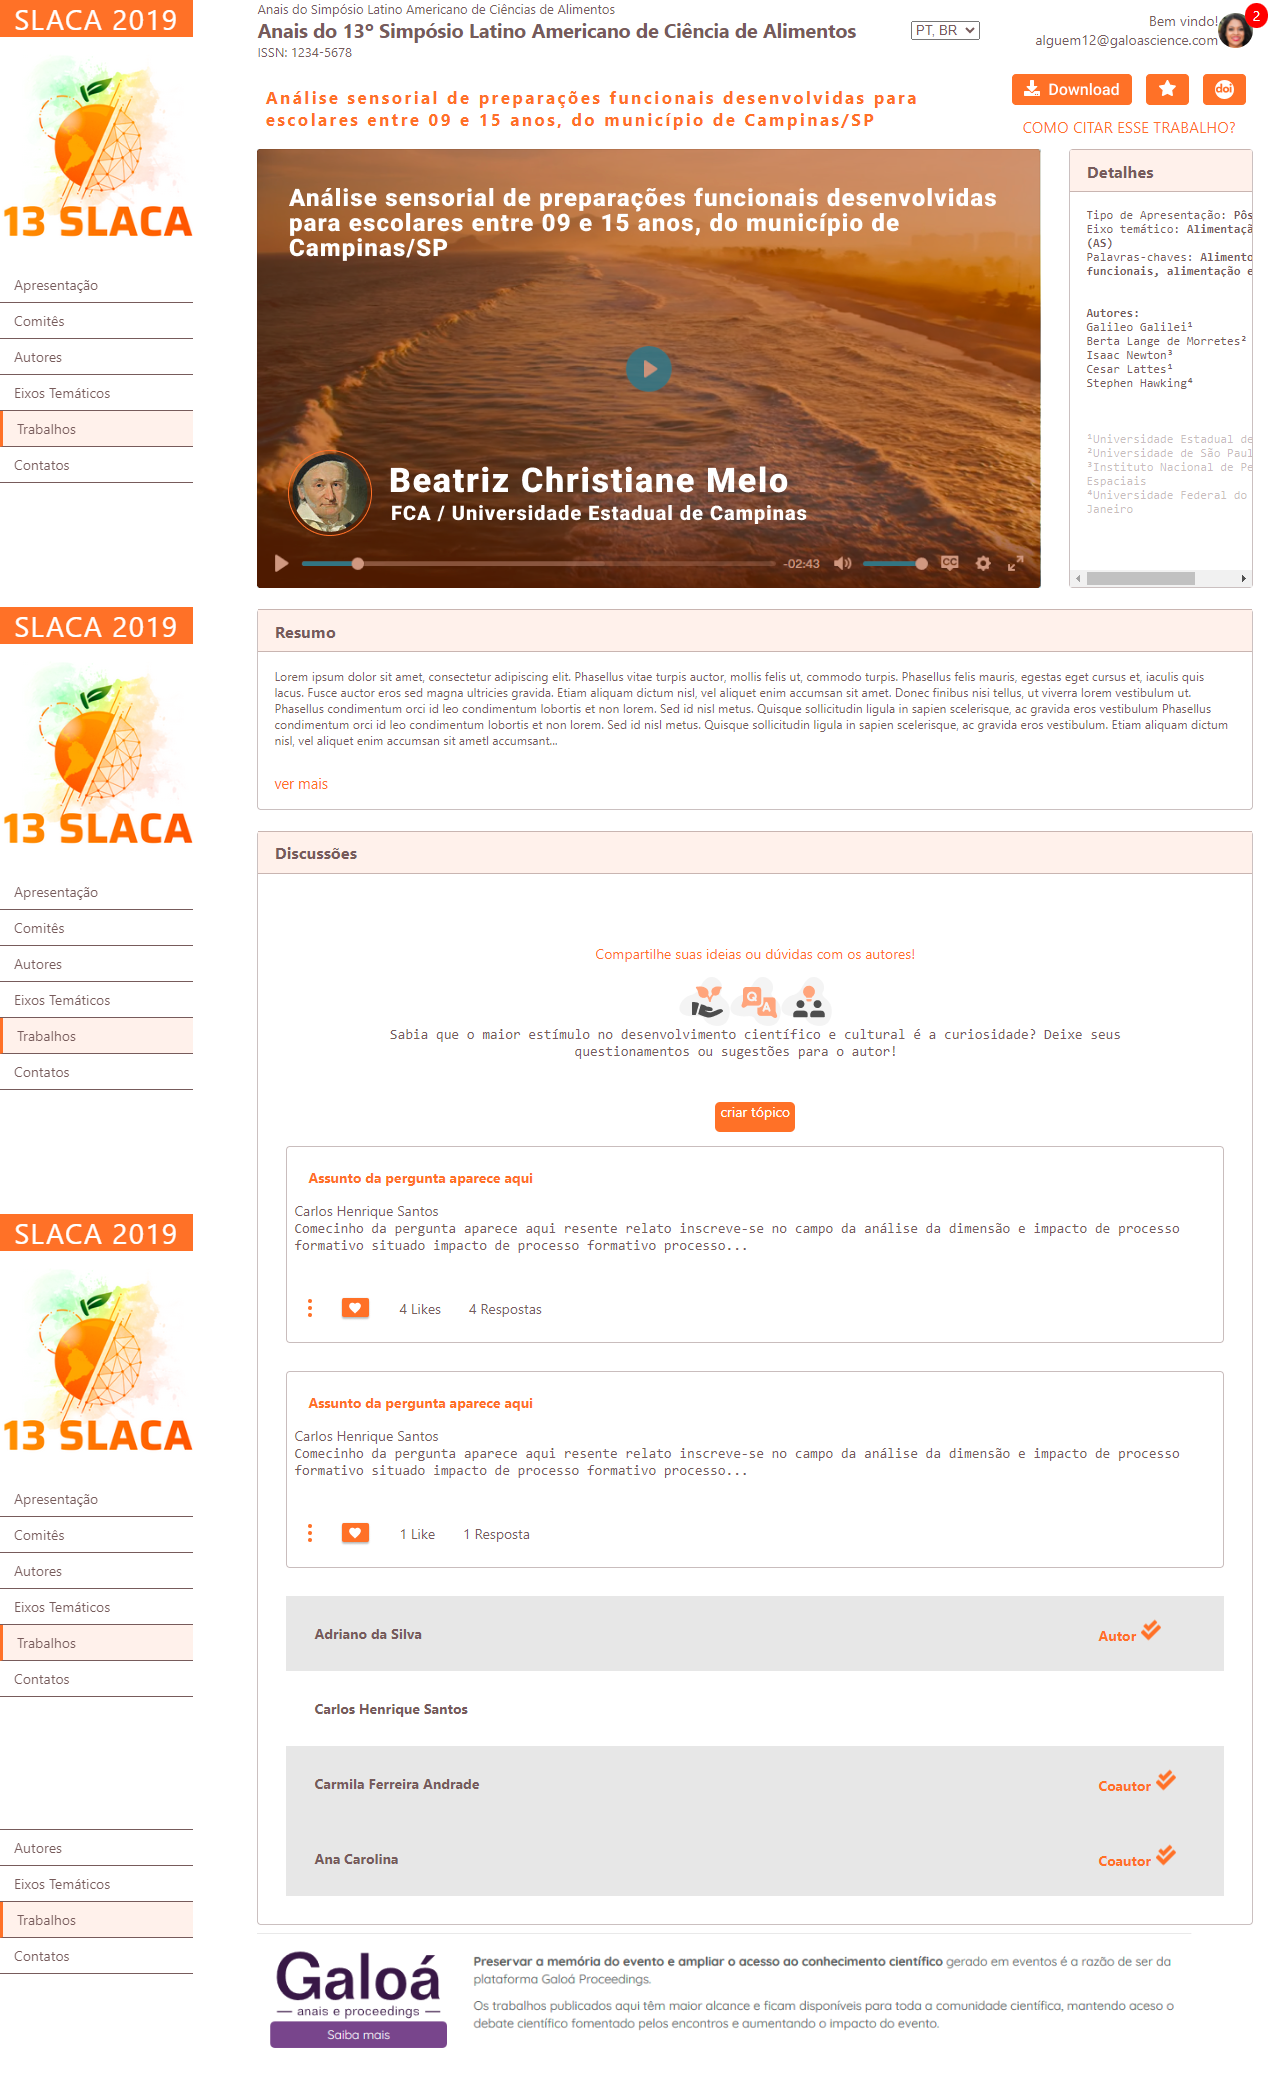 SLACA 2019
13 SLACA
Apresentação
Comitês
Autores
Eixos Temáticos
Trabalhos
Contatos
SLACA 2019
13 SLACA
Apresentação
Comitês
Autores
Eixos Temáticos
Trabalhos
Contatos
SLACA 2019
13 SLACA
Apresentação
Comitês
Autores
Eixos Temáticos
Trabalhos
Contatos
Autores
Eixos Temáticos
Trabalhos
Contatos
Anais do Simpósio Latino Americano de Ciências de Alimentos
Anais do 13º Simpósio Latino Americano de Ciência de Alimentos
ISSN: 1234-5678
PT, BR
Bem vindo!
2
alguem12@galoascience.com
Análise sensorial de preparações funcionais desenvolvidas para
escolares entre 09 e 15 anos, do município de Campinas/SP
Download
doi
COMO CITAR ESSE TRABALHO?
Análise sensorial de preparações funcionais desenvolvidas
para escolares entre 09 e 15 anos, do município de
Campinas/SP
Beatriz Christiane Melo
FCA / Universidade Estadual de Campinas
-02:43
CC
Detalhes
Tipo de Apresentação: Pôs
Eixo temático: Alimentaçã
(AS)
Palavras-chaves: Alimento
funcionais, alimentação e
Autores:
Galileo Galilei¹
Berta Lange de Morretes²
Isaac Newton³
Cesar Lattes¹
Stephen Hawking⁴
¹Universidade Estadual de
²Universidade de São Paul
³Instituto Nacional de Pe
Espaciais
⁴Universidade Federal do
Janeiro
Resumo
Lorem ipsum dolor sit amet, consectetur adipiscing elit. Phasellus vitae turpis auctor, mollis felis ut, commodo turpis. Phasellus felis mauris, egestas eget cursus et, iaculis quis
lacus. Fusce auctor eros sed magna ultricies gravida. Etiam aliquam dictum nisl, vel aliquet enim accumsan sit amet. Donec finibus nisi tellus, ut viverra lorem vestibulum ut.
Phasellus condimentum orci id leo condimentum lobortis et non lorem. Sed id nisl metus. Quisque sollicitudin ligula in sapien scelerisque, ac gravida eros vestibulum Phasellus
condimentum orci id leo condimentum lobortis et non lorem. Sed id nisl metus. Quisque sollicitudin ligula in sapien scelerisque, ac gravida eros vestibulum. Etiam aliquam dictum
nisl, vel aliquet enim accumsan sit ametl accumsant...
ver mais
Discussões
Compartilhe suas ideias ou dúvidas com os autores!
Q
A
Sabia que o maior estímulo no desenvolvimento científico e cultural é a curiosidade? Deixe seus
questionamentos ou sugestões para o autor!
criar tópico
Assunto da pergunta aparece aqui
Carlos Henrique Santos
Comecinho da pergunta aparece aqui resente relato inscreve-se no campo da análise da dimensão e impacto de processo
formativo situado impacto de processo formativo processo...
4 Likes 4 Respostas
Assunto da pergunta aparece aqui
Carlos Henrique Santos
Comecinho da pergunta aparece aqui resente relato inscreve-se no campo da análise da dimensão e impacto de processo
formativo situado impacto de processo formativo processo...
1 Like 1 Resposta
Adriano da Silva Autor
Carlos Henrique Santos
Carmila Ferreira Andrade Coautor
Ana Carolina Coautor
Galoá
anais e proceedings
Saiba mais
Preservar a memória do evento e ampliar o acesso ao conhecimento científico gerado em eventos é a razão de ser da
plataforma Galoá Proceedings.
Os trabalhos publicados aqui têm maior alcance e ficam disponíveis para toda a comunidade científica, mantendo aceso o
debate científico fomentado pelos encontros e aumentando o impacto do evento.